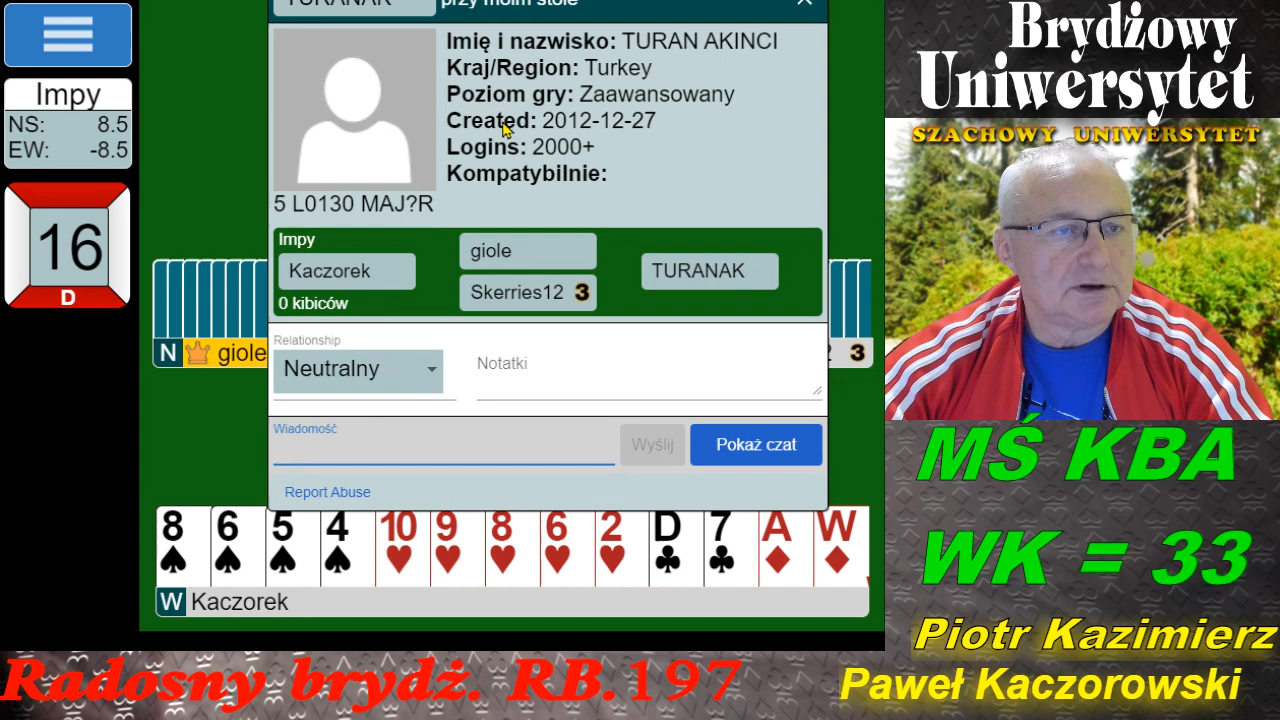 Impy
NS: 8.5
EW: -8.5
16
D
TURANAK przy moim stole
Imię i nazwisko: TURAN AKINCI
Kraj/Region: Turkey
Poziom gry: Zaawansowany
Created: 2012-12-27
Logins: 2000+
Kompatybilnie:
5 L0130 MAJ?R
Impy
Kaczorek
0 kibiców
giole
Skerries12 3
TURANAK
N giole
2 3
Relationship
Neutralny
Notatki
Wiadomość
Wyślij
Pokaż czat
Report Abuse
8 6 5 4 10 9 8 6 2 D 7 A W
W Kaczorek
Brydżowy
Uniwersytet
SZACHOWY UNIWERSYTET
MŚ KBA
WK = 33
Piotr Kazimierz
Paweł Kaczorowski
Radosny brydż. RB.197